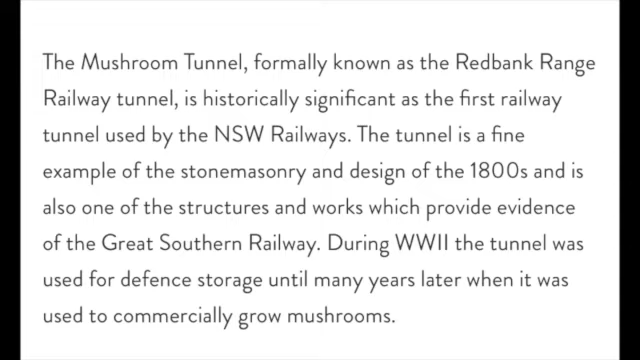 The Mushroom Tunnel, formally known as the Redbank Range
Railway tunnel, is historically significant as the first railway
tunnel used by the NSW Railways. The tunnel is a fine
example of the stonemasonry and design of the 1800s and is
also one of the structures and works which provide evidence
of the Great Southern Railway. During WWII the tunnel was
used for defence storage until many years later when it was
used to commercially grow mushrooms.